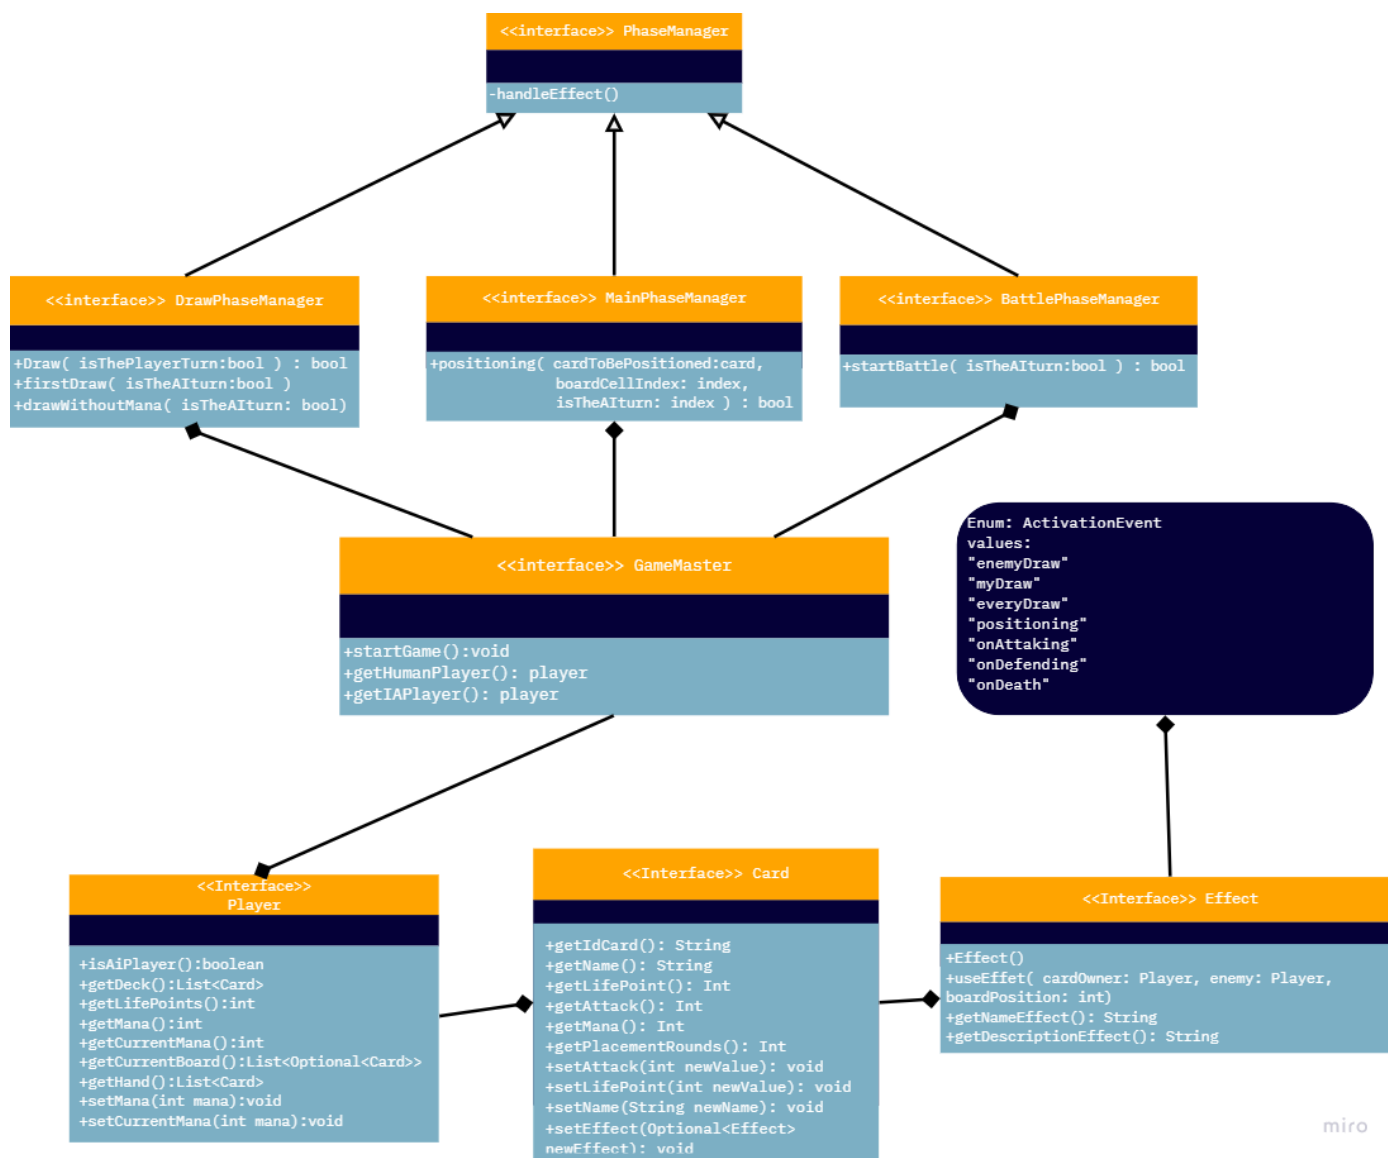 <<interface>> PhaseManager
-handleEffect()
<<interface>> DrawPhaseManager
+Draw( isThePlayerTurn:bool ) : bool
+firstDraw( isTheAIturn:bool )
+drawWithoutMana( isTheAIturn: bool)
<<interface>> MainPhaseManager
+positioning( cardToBePositioned:card,
boardCellIndex: index,
isTheAIturn: index ) : bool
<<interface>> BattlePhaseManager
+startBattle( isTheAIturn:bool ) : bool
<<interface>> GameMaster
+startGame():void
+getHumanPlayer(): player
+getIAPlayer(): player
Enum: ActivationEvent
values:
"enemyDraw"
"myDraw"
"everyDraw"
"positioning"
"onAttaking"
"onDefending"
"onDeath"
<<Interface>>
Player
+isAiPlayer():boolean
+getDeck():List<Card>
+getLifePoints():int
+getMana():int
+getCurrentMana():int
+getCurrentBoard():List<Optional<Card>>
+getHand():List<Card>
+setMana(int mana):void
+setCurrentMana(int mana):void
<<Interface>> Card
+getIdCard(): String
+getName(): String
+getLifePoint(): Int
+getAttack(): Int
+getMana(): Int
+getPlacementRounds(): Int
+setAttack(int newValue): void
+setLifePoint(int newValue): void
+setName(String newName): void
+setEffect(Optional<Effect>
newEffect): void
<<Interface>> Effect
+Effect()
+useEffet( cardOwner: Player, enemy: Player,
boardPosition: int)
+getNameEffect(): String
+getDescriptionEffect(): String
miro